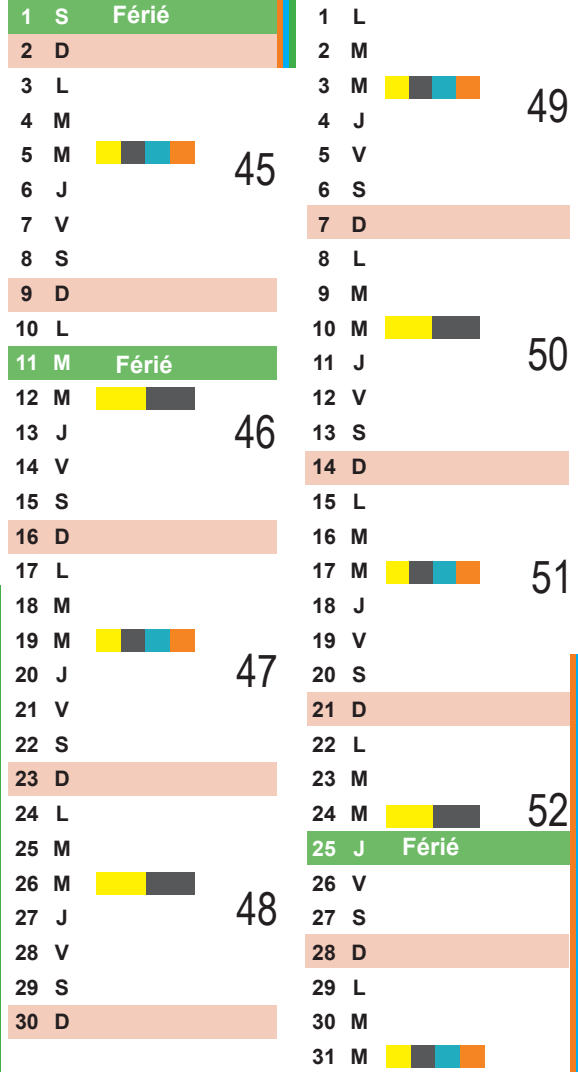 1 S Férié
2 D
3 L
4 M
5 M
45
6 J
7 V
8 S
9 D
10 L
11 M Férié
12 M
13 J 46
14 V
15 S
16 D
17 L
18 M
19 M
20 J 47
21 V
22 S
23 D
24 L
25 M
26 M
27 J 48
28 V
29 S
30 D
1 L
2 M
3 M
49
4 J
5 V
6 S
7 D
8 L
9 M
10 M
11 J 50
12 V
13 S
14 D
15 L
16 M
17 M 51
18 J
19 V
20 S
21 D
22 L
23 M
24 M 52
25 J Férié
26 V
27 S
28 D
29 L
30 M
31 M